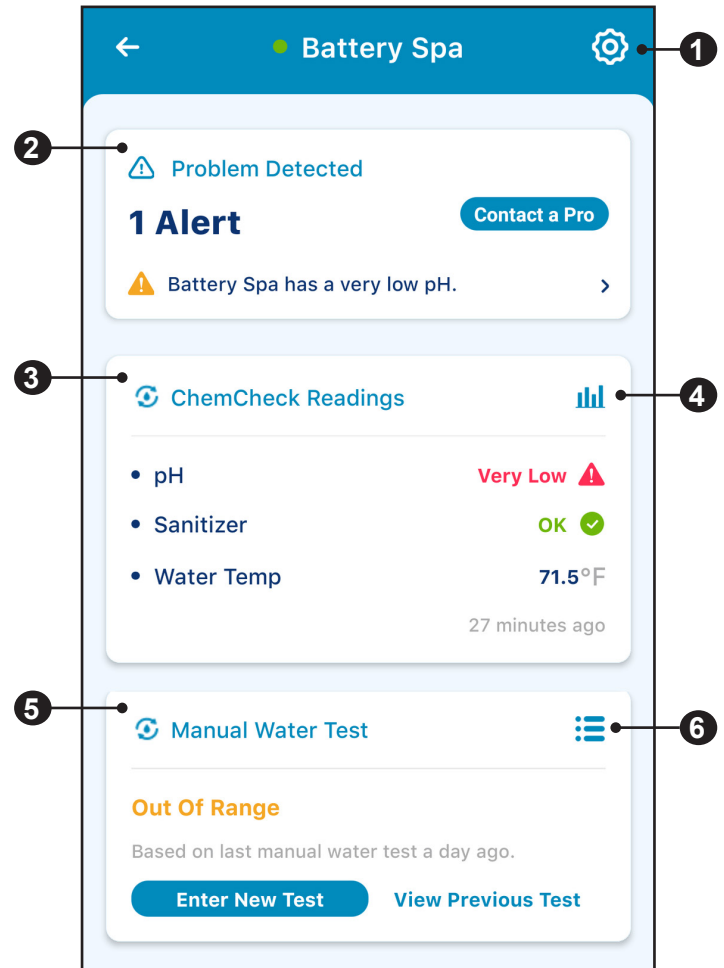 Battery Spa
1
2
Problem Detected
1 Alert
Contact a Pro
Battery Spa has a very low pH.
3
ChemCheck Readings
4
• pH
Very Low
• Sanitizer
OK
• Water Temp
71.5°F
27 minutes ago
5
Manual Water Test
6
Out Of Range
Based on last manual water test a day ago.
Enter New Test
View Previous Test